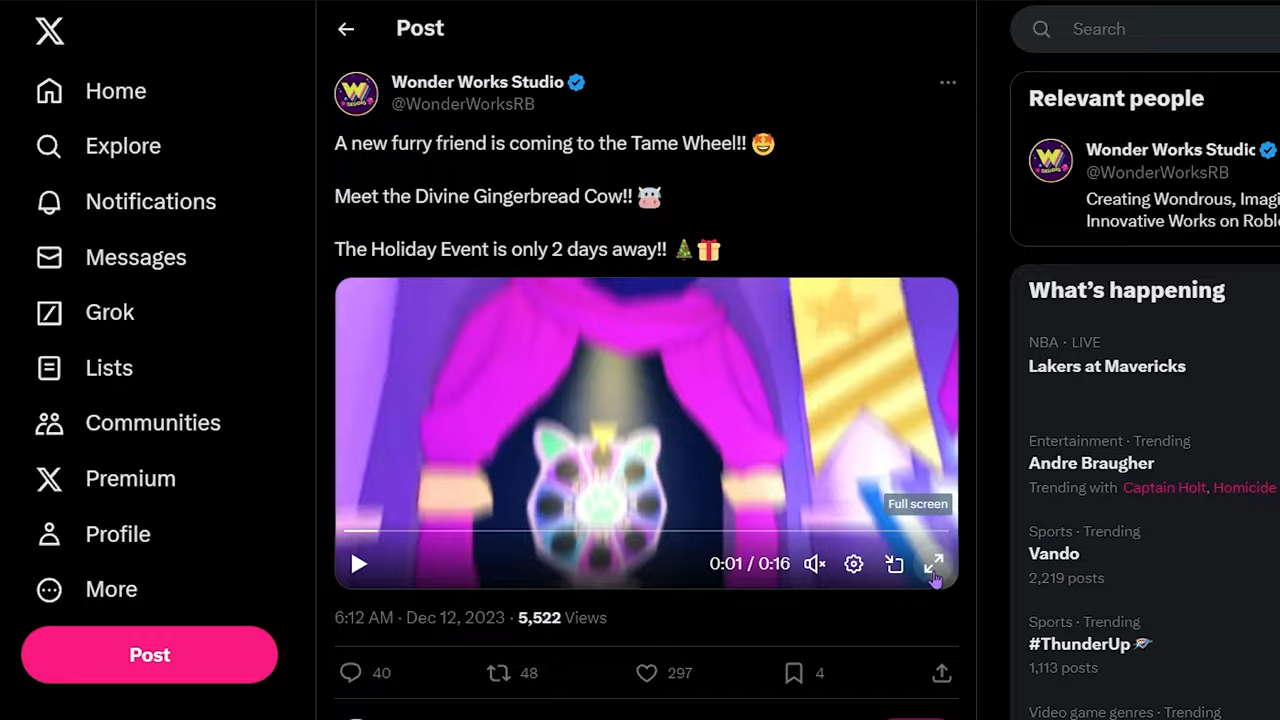 Home
Explore
Notifications
Messages
Grok
Lists
Communities
Premium
Profile
More
Post
Post
Wonder Works Studio
@WonderWorksRB
A new furry friend is coming to the Tame Wheel!! 🤩
Meet the Divine Gingerbread Cow!! 🐮
The Holiday Event is only 2 days away!! 🎄🎁
Full screen
0:01 / 0:16
6:12 AM · Dec 12, 2023 · 5,522 Views
40 48 297 4
Search
Relevant people
Wonder Works Studio
@WonderWorksRB
Creating Wondrous, Imagi
Innovative Works on Roblo
What's happening
NBA · LIVE
Lakers at Mavericks
Entertainment · Trending
Andre Braugher
Trending with Captain Holt, Homicide
Sports · Trending
Vando
2,219 posts
Sports · Trending
#ThunderUp
1,113 posts
Video game genres · Trending